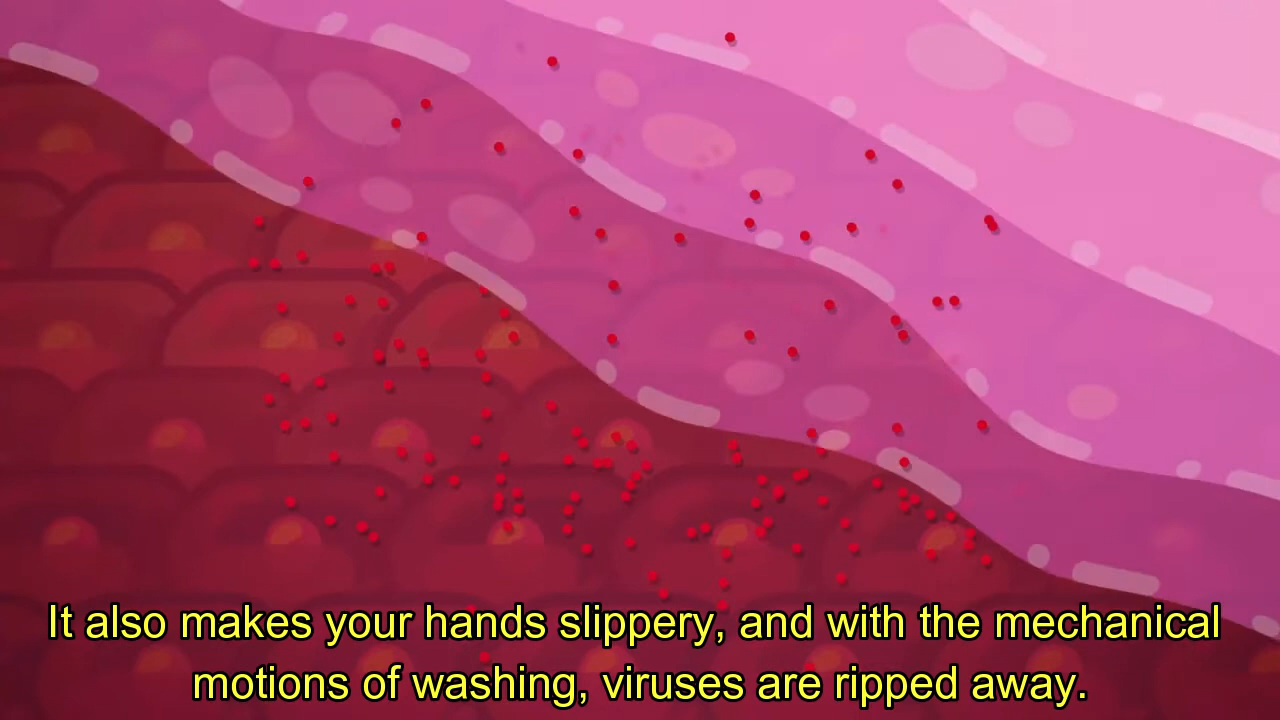 It also makes your hands slippery, and with the mechanical
motions of washing, viruses are ripped away.